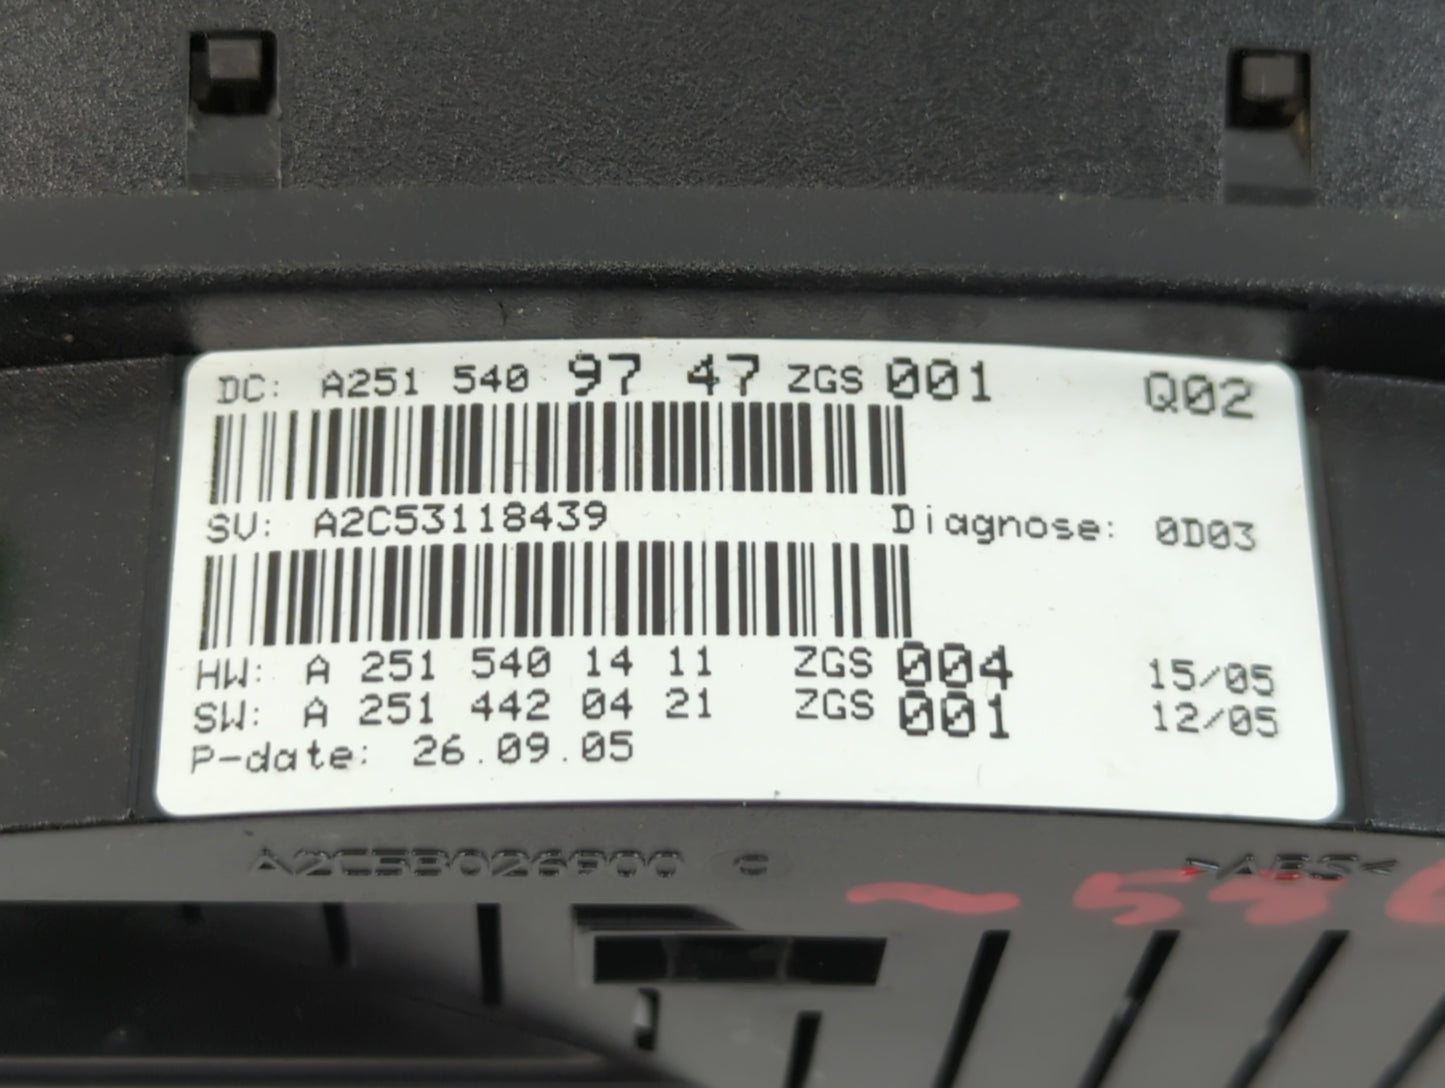 DC: A251 540 97 47 ZGS 001 Q02
SV: A2C53118439 Diagnose: 0D03
HW: A 251 540 14 11 ZGS 004 15/05
SW: A 251 442 04 21 ZGS 001 12/05
P-date: 26.09.05
>ABS<